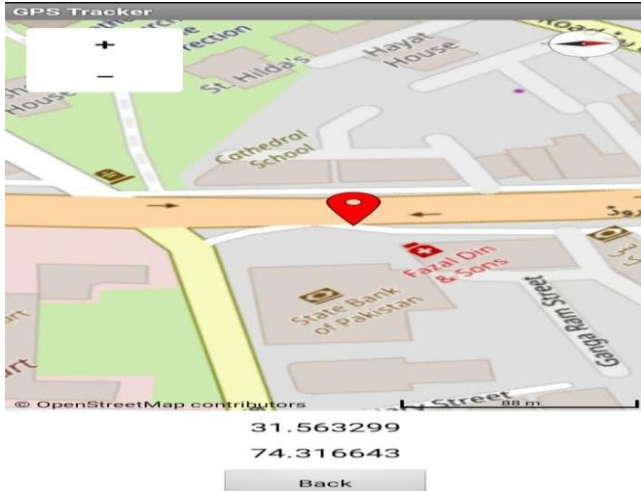 GPS Tracker
+
−
House
St. Hilda's
Hayat
House
Cathedral
School
Fazal Din
& Sons
State Bank
of Pakistan
Ganga Ram Street
Street
© OpenStreetMap contributors
88 m
31.563299
74.316643
Back